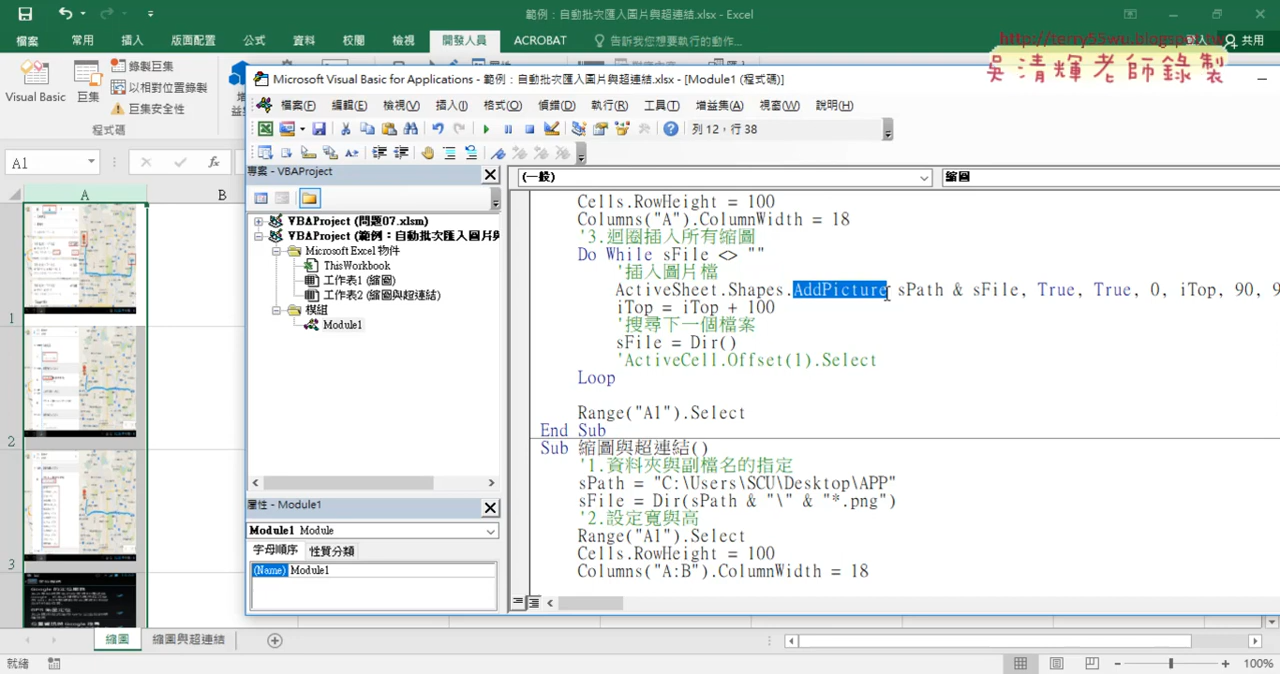 範例：自動批次匯入圖片與超連結.xlsx - Excel
http://terry55wu.blogspot.tw
吳清輝老師錄製
檔案 常用 插入 版面配置 公式 資料 校閱 檢視 開發人員 ACROBAT 告訴我您想要執行的動作... 共用
Visual Basic 巨集 錄製巨集
以相對位置錄製
巨集安全性
程式碼
Microsoft Visual Basic for Applications - 範例：自動批次匯入圖片與超連結.xlsx - [Module1 (程式碼)]
檔案(F) 編輯(E) 檢視(V) 插入(I) 格式(O) 偵錯(D) 執行(R) 工具(T) 增益集(A) 視窗(W) 說明(H)
列 12，行 38
A1
專案 - VBAProject
VBAProject (問題07.xlsm)
VBAProject (範例：自動批次匯入圖片與
Microsoft Excel 物件
ThisWorkbook
工作表1 (縮圖)
工作表2 (縮圖與超連結)
模組
Module1
屬性 - Module1
Module1 Module
字母順序 性質分類
(Name) Module1
(一般) 縮圖
Cells.RowHeight = 100
Columns("A").ColumnWidth = 18
'3.迴圈插入所有縮圖
Do While sFile <> ""
'插入圖片檔
ActiveSheet.Shapes.AddPicture sPath & sFile, True, True, 0, iTop, 90, 9
iTop = iTop + 100
'搜尋下一個檔案
sFile = Dir()
'ActiveCell.Offset(1).Select
Loop
Range("A1").Select
End Sub
Sub 縮圖與超連結()
'1.資料夾與副檔名的指定
sPath = "C:\Users\SCU\Desktop\APP"
sFile = Dir(sPath & "\" & "*.png")
'2.設定寬與高
Range("A1").Select
Cells.RowHeight = 100
Columns("A:B").ColumnWidth = 18
A B
1
2
3
縮圖 縮圖與超連結
就緒 100%